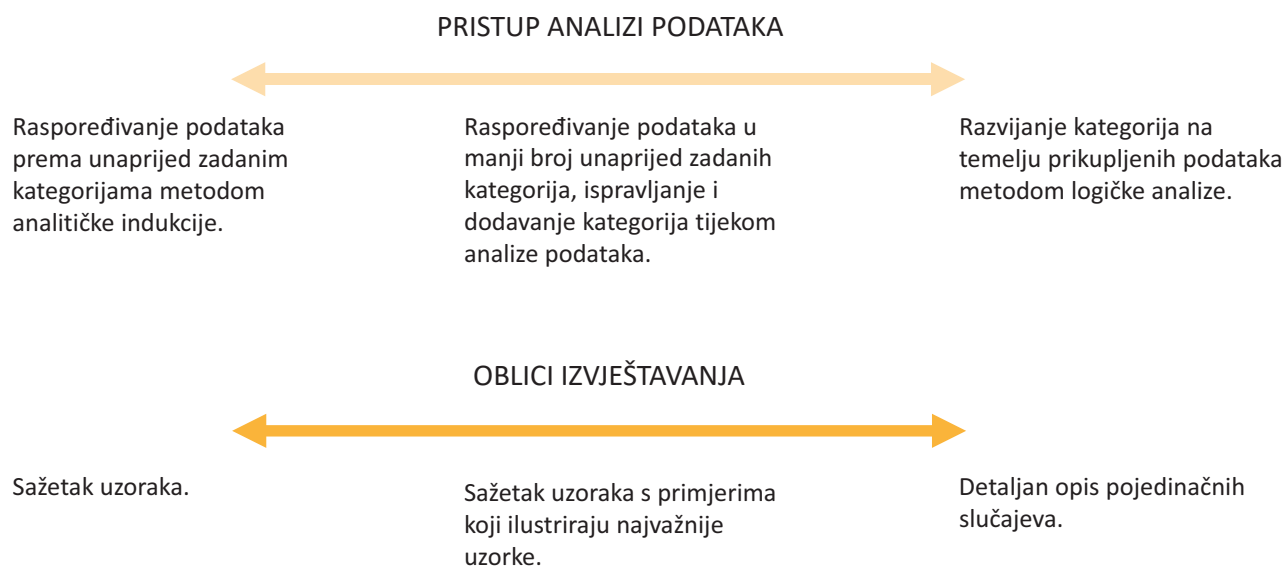 PRISTUP ANALIZI PODATAKA
Raspoređivanje podataka
prema unaprijed zadanim
kategorijama metodom
analitičke indukcije.
Raspoređivanje podataka u
manji broj unaprijed zadanih
kategorija, ispravljanje i
dodavanje kategorija tijekom
analize podataka.
Razvijanje kategorija na
temelju prikupljenih podataka
metodom logičke analize.
OBLICI IZVJEŠTAVANJA
Sažetak uzoraka.
Sažetak uzoraka s primjerima
koji ilustriraju najvažnije
uzorke.
Detaljan opis pojedinačnih
slučajeva.